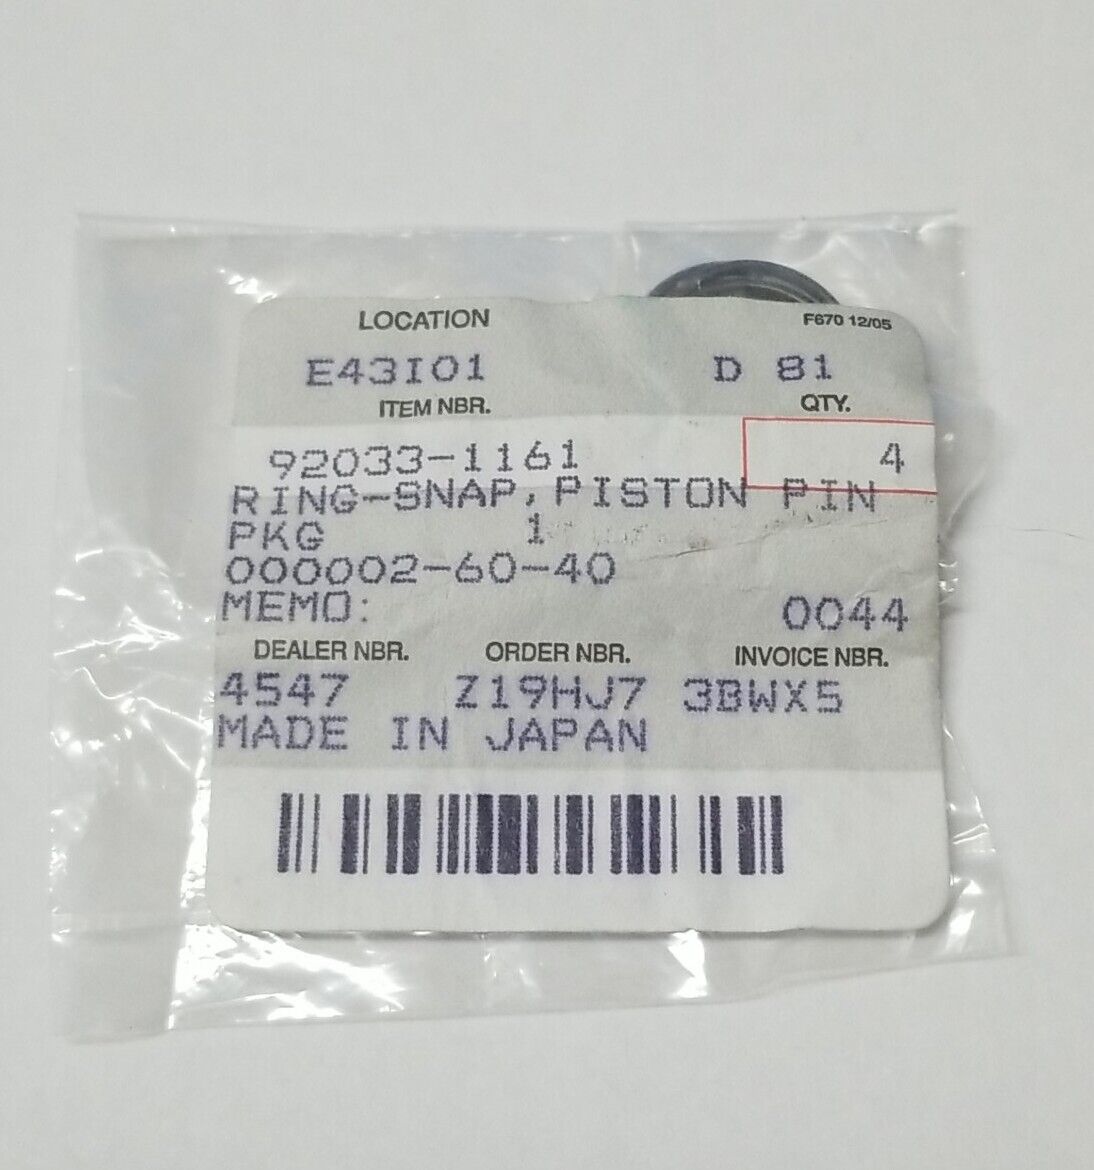 LOCATION F670 12/05
E43I01 D 81
ITEM NBR. QTY.
92033-1161 4
RING-SNAP,PISTON PIN
PKG 1
000002-60-40
MEMO: 0044
DEALER NBR. ORDER NBR. INVOICE NBR.
4547 Z19HJ7 3BWX5
MADE IN JAPAN